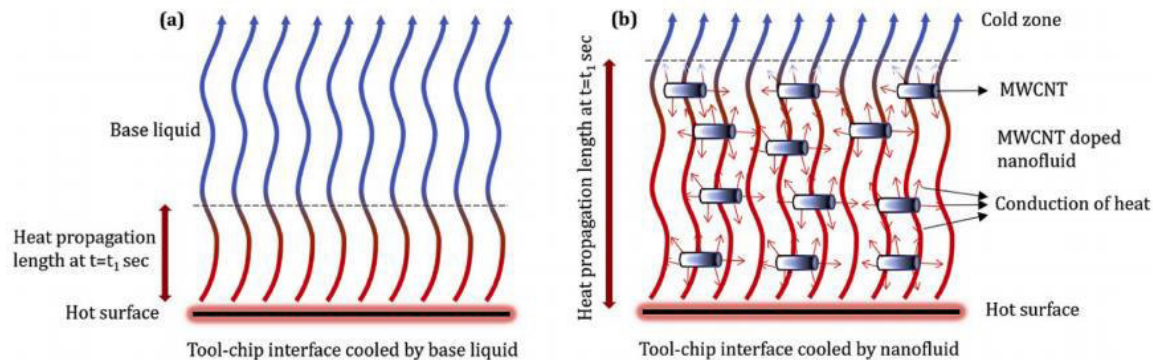 (a)
Base liquid
Heat propagation
length at t=t₁ sec
Hot surface
Tool-chip interface cooled by base liquid
(b)
Heat propagation length at t=t₁ sec
Cold zone
MWCNT
MWCNT doped
nanofluid
Conduction of heat
Hot surface
Tool-chip interface cooled by nanofluid